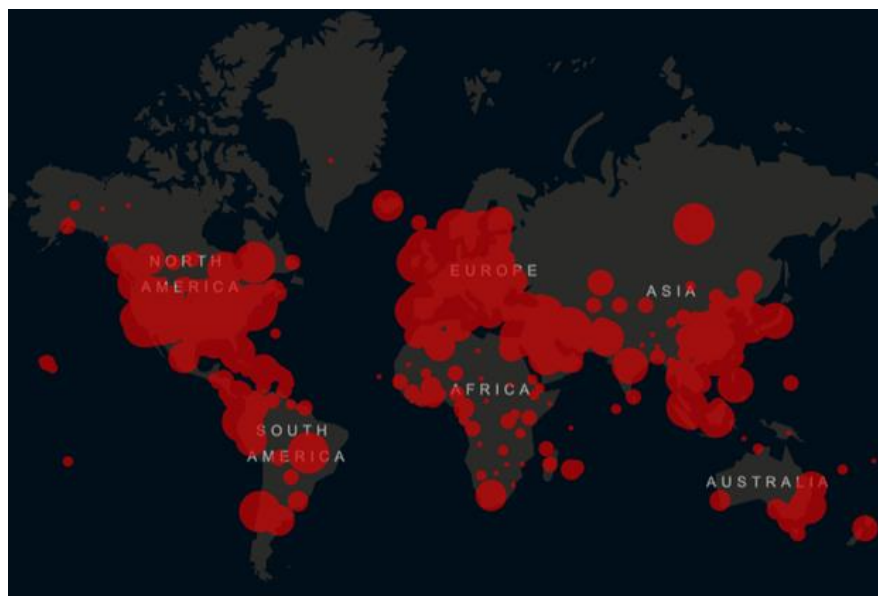 NORTH
AMERICA
EUROPE
ASIA
AFRICA
SOUTH
AMERICA
AUSTRALIA